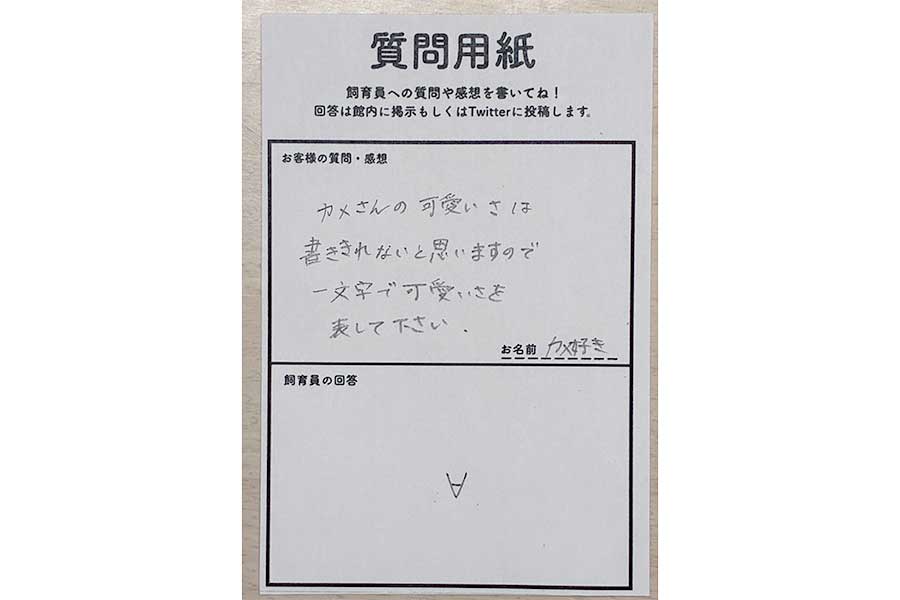 質問用紙
飼育員への質問や感想を書いてね！
回答は館内に掲示もしくはTwitterに投稿します。
お客様の質問・感想
カメさんの可愛いさは
書ききれないと思いますので
一文字で可愛いさを
表して下さい.
お名前 カメ好き
飼育員の回答
∀